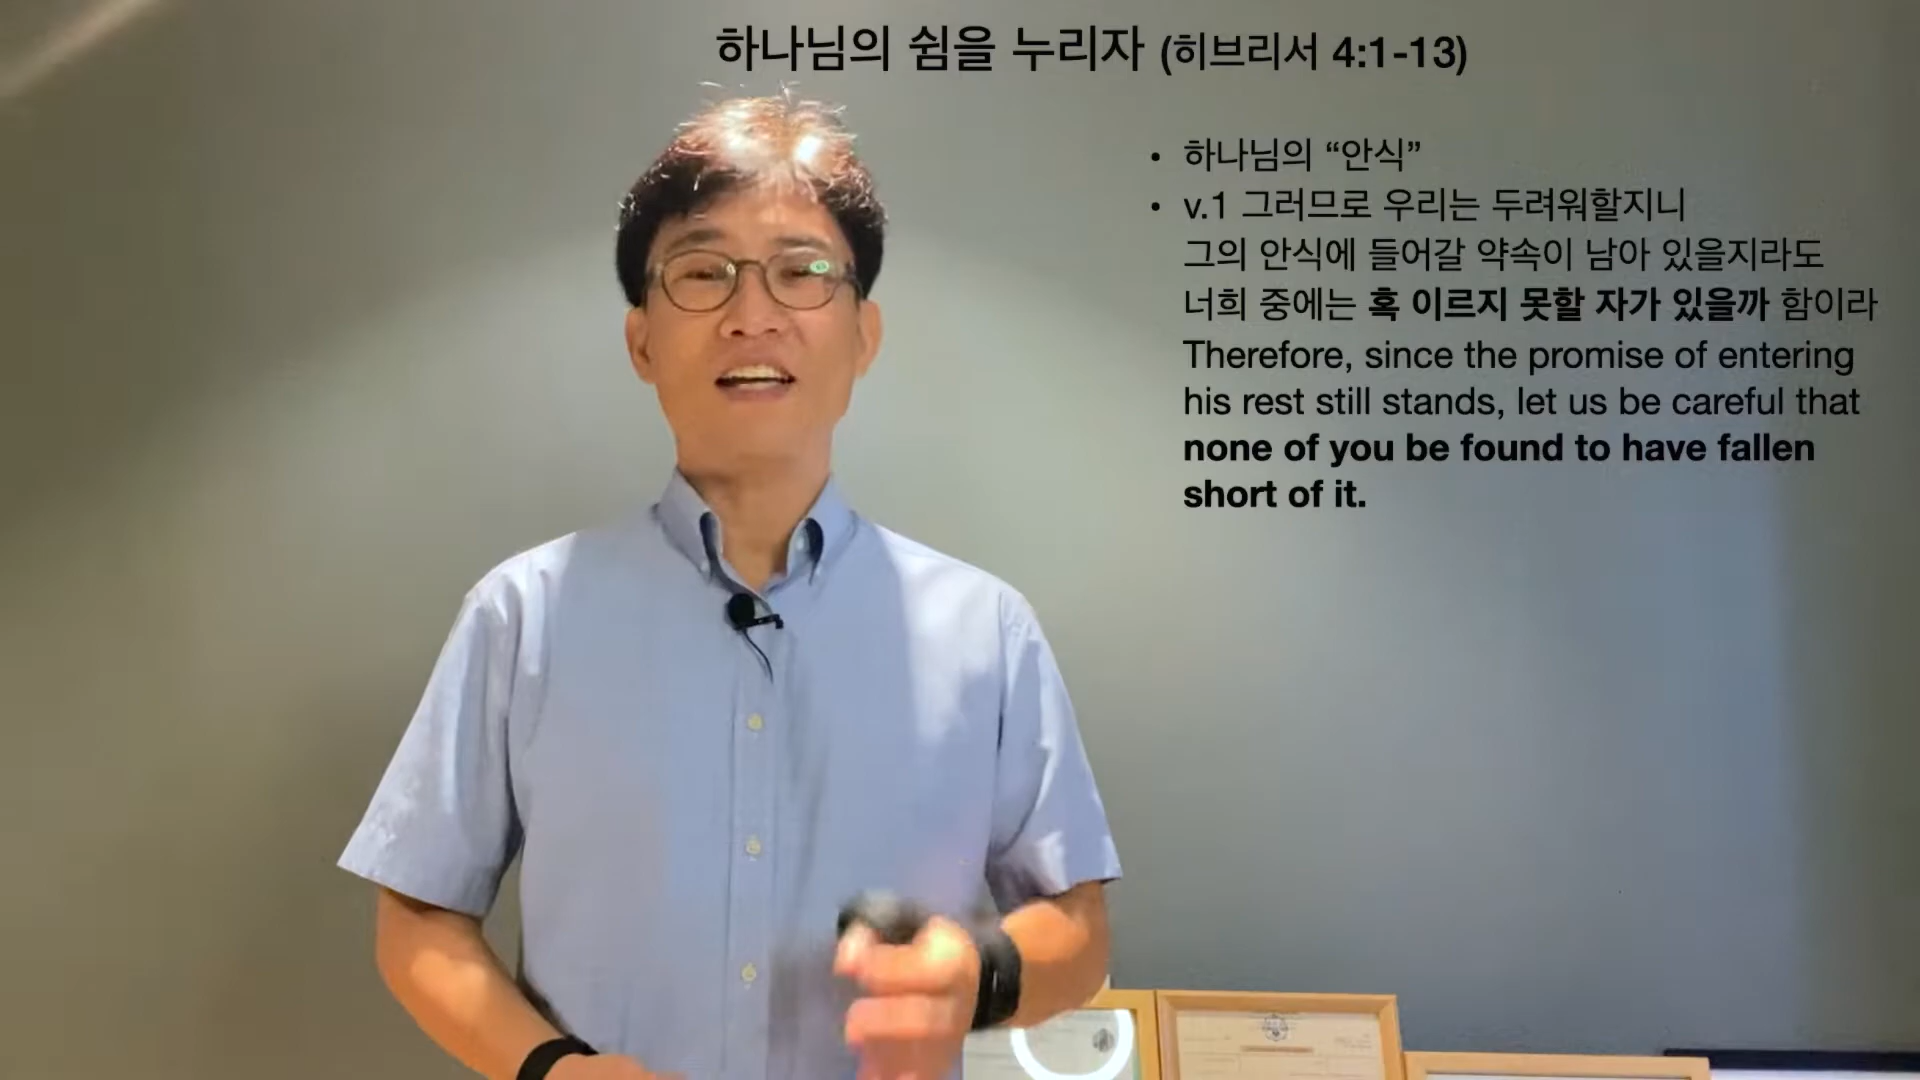 하나님의 쉼을 누리자 (히브리서 4:1-13)
• 하나님의 “안식”
• v.1 그러므로 우리는 두려워할지니
그의 안식에 들어갈 약속이 남아 있을지라도
너희 중에는 혹 이르지 못할 자가 있을까 함이라
Therefore, since the promise of entering
his rest still stands, let us be careful that
none of you be found to have fallen
short of it.